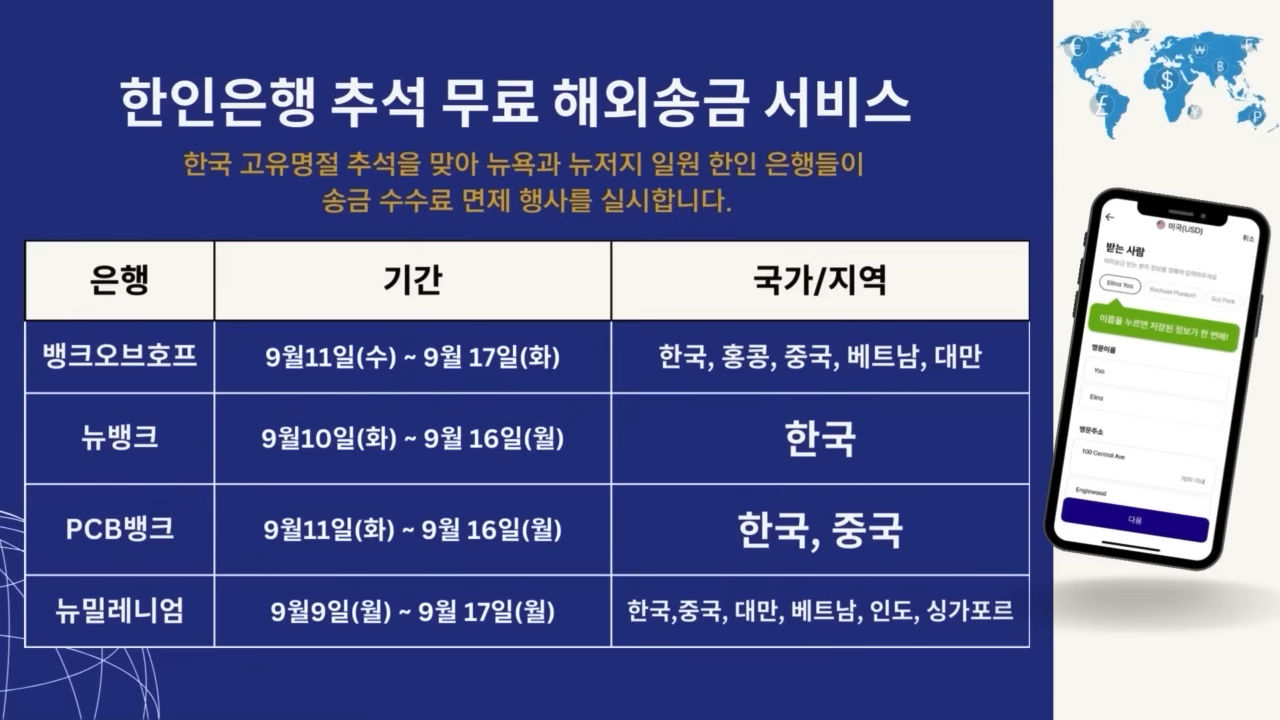 한인은행 추석 무료 해외송금 서비스
한국 고유명절 추석을 맞아 뉴욕과 뉴저지 일원 한인 은행들이
송금 수수료 면제 행사를 실시합니다.
은행 기간 국가/지역
뱅크오브호프 9월11일(수) ~ 9월 17일(화) 한국, 홍콩, 중국, 베트남, 대만
뉴뱅크 9월10일(화) ~ 9월 16일(월) 한국
PCB뱅크 9월11일(화) ~ 9월 16일(월) 한국, 중국
뉴밀레니엄 9월9일(월) ~ 9월 17일(월) 한국,중국, 대만, 베트남, 인도, 싱가포르
미국(USD) 취소
받는 사람
Elina Yoo
이름을 누르면 저장된 정보가 한 번에!
영문이름
Yoo
Elina
영문주소
100 Central Ave
Englewood
다음